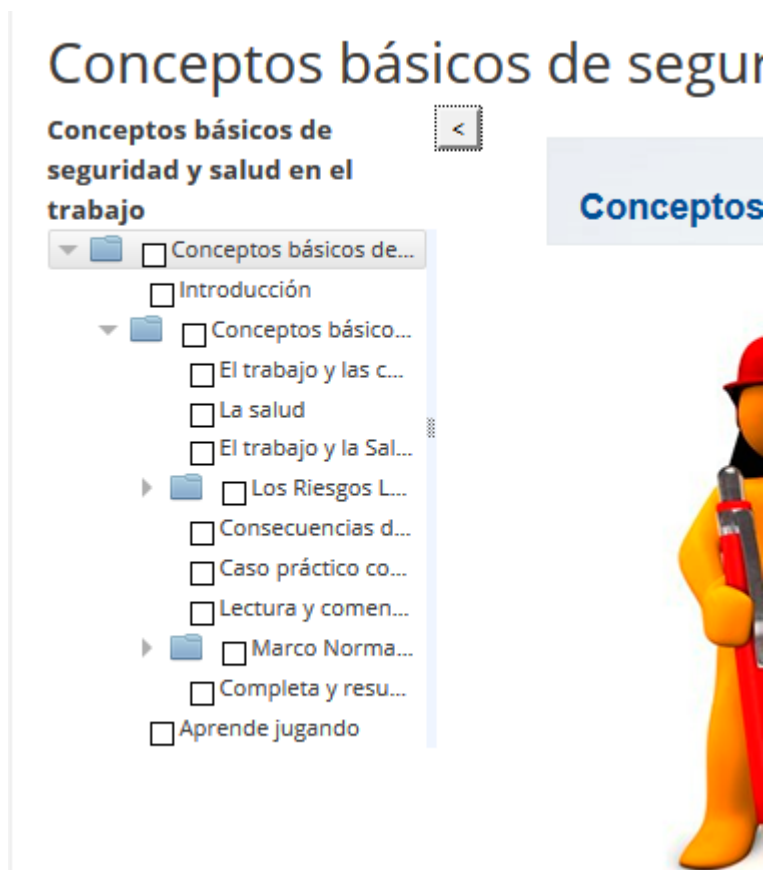 Conceptos básicos de segur
Conceptos básicos de
seguridad y salud en el
trabajo
<
Conceptos
Conceptos básicos de...
Introducción
Conceptos básico...
El trabajo y las c...
La salud
El trabajo y la Sal...
Los Riesgos L...
Consecuencias d...
Caso práctico co...
Lectura y comen...
Marco Norma...
Completa y resu...
Aprende jugando